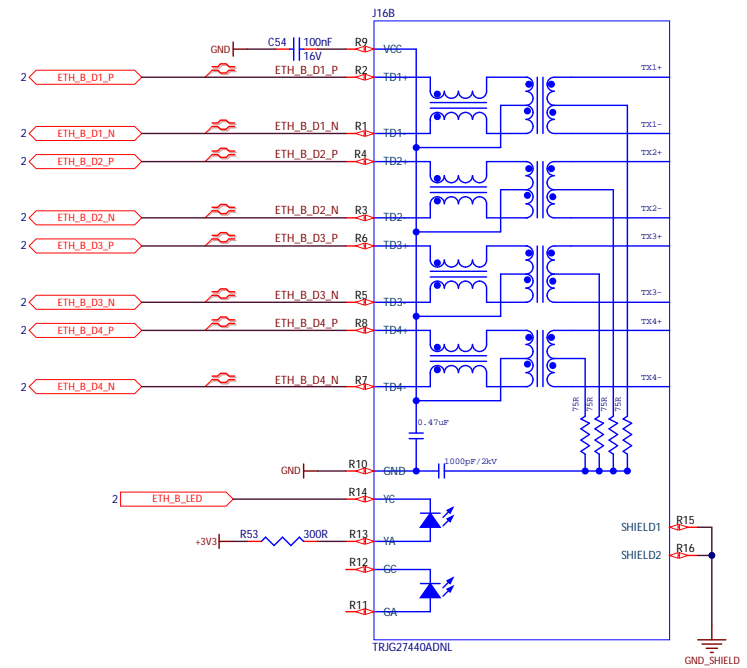 J16B
GND C54 100nF 16V R9 VCC
2 ETH_B_D1_P ETH_B_D1_P R2 TD1+ TX1+
2 ETH_B_D1_N ETH_B_D1_N R1 TD1- TX1-
2 ETH_B_D2_P ETH_B_D2_P R4 TD2+ TX2+
2 ETH_B_D2_N ETH_B_D2_N R3 TD2- TX2-
2 ETH_B_D3_P ETH_B_D3_P R6 TD3+ TX3+
2 ETH_B_D3_N ETH_B_D3_N R5 TD3- TX3-
2 ETH_B_D4_P ETH_B_D4_P R8 TD4+ TX4+
2 ETH_B_D4_N ETH_B_D4_N R7 TD4- TX4-
75R 75R 75R 75R
0.47uF
GND R10 GND 1000pF/2kV
2 ETH_B_LED R14 YC
+3V3 R53 300R R13 YA
R12 GC
R11 GA
SHIELD1 R15
SHIELD2 R16
TRJG27440ADNL
GND_SHIELD